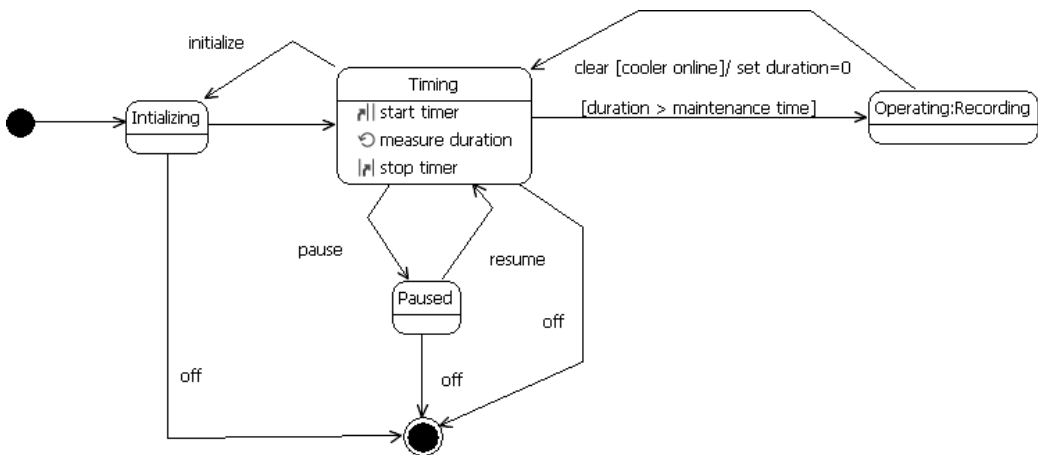 initialize
Timing
clear [cooler online]/ set duration=0
Intializing
start timer
[duration > maintenance time]
Operating:Recording
measure duration
stop timer
pause
resume
Paused
off
off
off